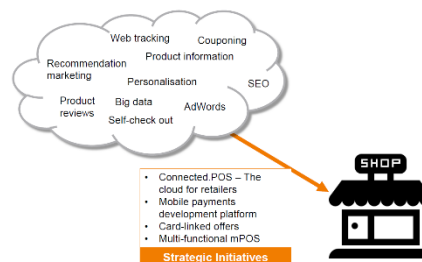 Web tracking
Couponing
Product information
Recommendation
marketing
Personalisation
SEO
Product
reviews
Big data
AdWords
Self-check out
SHOP
• Connected.POS – The
cloud for retailers
• Mobile payments
development platform
• Card-linked offers
• Multi-functional mPOS
Strategic Initiatives